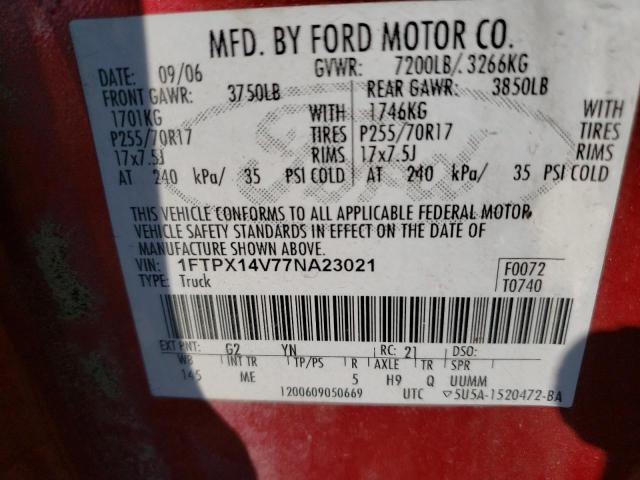 MFD. BY FORD MOTOR CO.
DATE: 09/06 GVWR: 7200LB/ 3266KG
FRONT GAWR: 3750LB REAR GAWR: 3850LB
1701KG WITH 1746KG WITH
P255/70R17 TIRES P255/70R17 TIRES
17x7.5J RIMS 17x7.5J RIMS
AT 240 kPa/ 35 PSI COLD AT 240 kPa/ 35 PSI COLD
Ford
THIS VEHICLE CONFORMS TO ALL APPLICABLE FEDERAL MOTOR
VEHICLE SAFETY STANDARDS IN EFFECT ON THE DATE OF
MANUFACTURE SHOWN ABOVE.
VIN: 1FTPX14V77NA23021 F0072
TYPE: Truck T0740
EXT PNT: G2 YN RC: 21 DSO:
WB INT TR TP/PS R AXLE TR SPR
145 ME 5 H9 Q UUMM
1200609050669 UTC ▽5U5A-1520472-BA